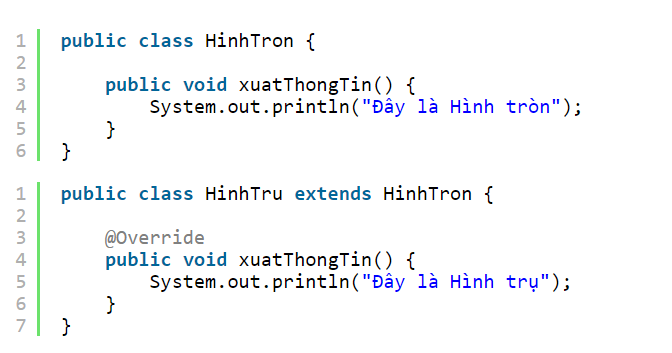 1 public class HinhTron {
2
3 public void xuatThongTin() {
4 System.out.println("Đây là Hình tròn");
5 }
6 }
1 public class HinhTru extends HinhTron {
2
3 @Override
4 public void xuatThongTin() {
5 System.out.println("Đây là Hình trụ");
6 }
7 }